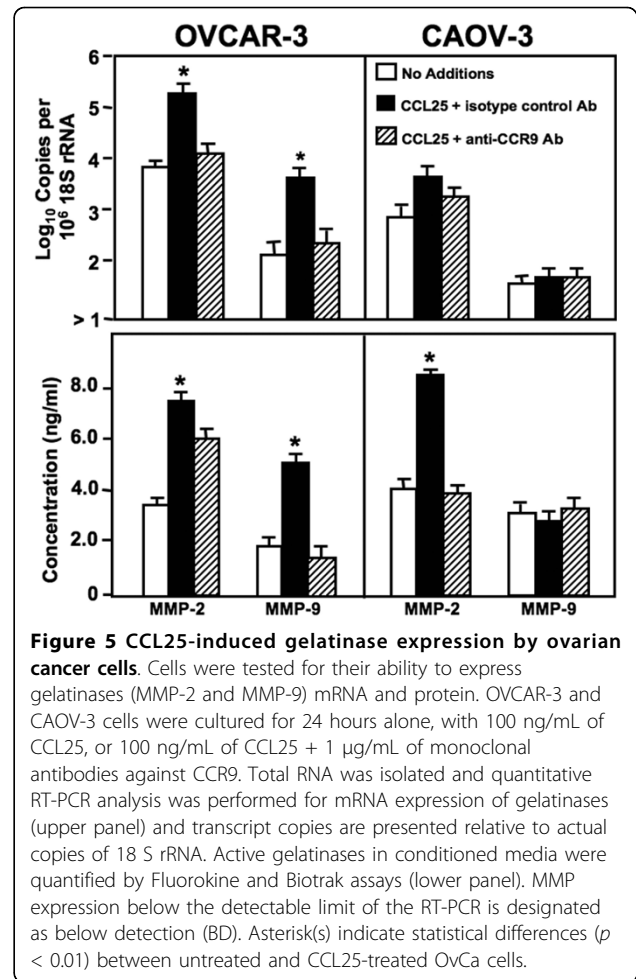 OVCAR-3 CAOV-3
6
5
4
3
2
> 1
Log10 Copies per
10^6 18S rRNA
* *
No Additions
CCL25 + isotype control Ab
CCL25 + anti-CCR9 Ab
8.0
6.0
4.0
2.0
0
Concentration (ng/ml)
* * *
MMP-2 MMP-9 MMP-2 MMP-9
Figure 5 CCL25-induced gelatinase expression by ovarian
cancer cells. Cells were tested for their ability to express
gelatinases (MMP-2 and MMP-9) mRNA and protein. OVCAR-3 and
CAOV-3 cells were cultured for 24 hours alone, with 100 ng/mL of
CCL25, or 100 ng/mL of CCL25 + 1 μg/mL of monoclonal
antibodies against CCR9. Total RNA was isolated and quantitative
RT-PCR analysis was performed for mRNA expression of gelatinases
(upper panel) and transcript copies are presented relative to actual
copies of 18 S rRNA. Active gelatinases in conditioned media were
quantified by Fluorokine and Biotrak assays (lower panel). MMP
expression below the detectable limit of the RT-PCR is designated
as below detection (BD). Asterisk(s) indicate statistical differences (p
< 0.01) between untreated and CCL25-treated OvCa cells.